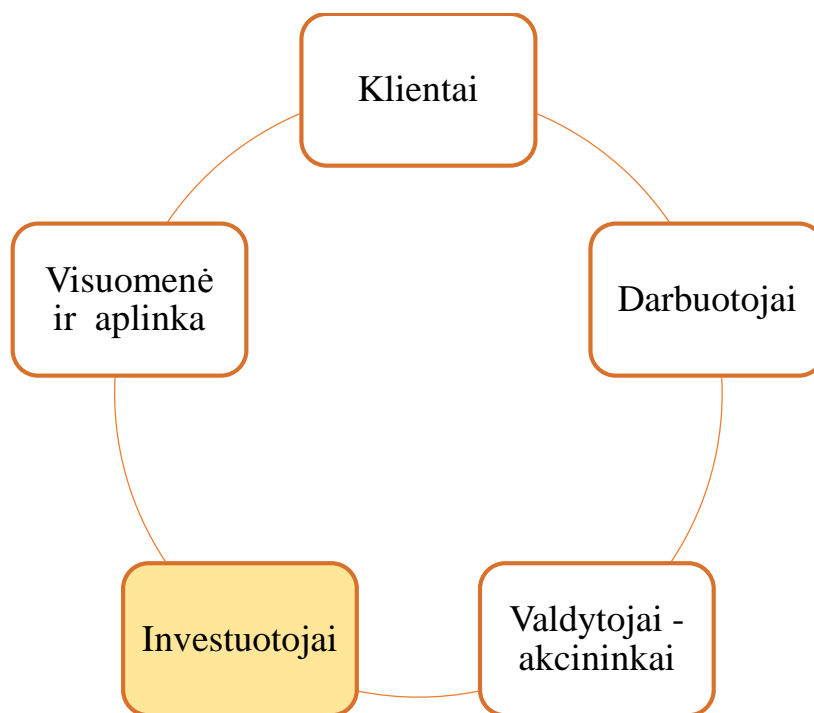 Klientai
Darbuotojai
Valdytojai -
akcininkai
Investuotojai
Visuomenė
ir aplinka